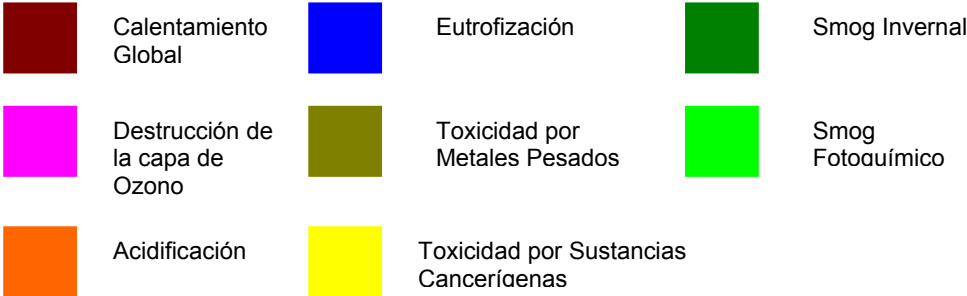 Calentamiento
Global
Eutrofización
Smog Invernal
Destrucción de
la capa de
Ozono
Toxicidad por
Metales Pesados
Smog
Fotoquímico
Acidificación
Toxicidad por Sustancias
Cancerígenas